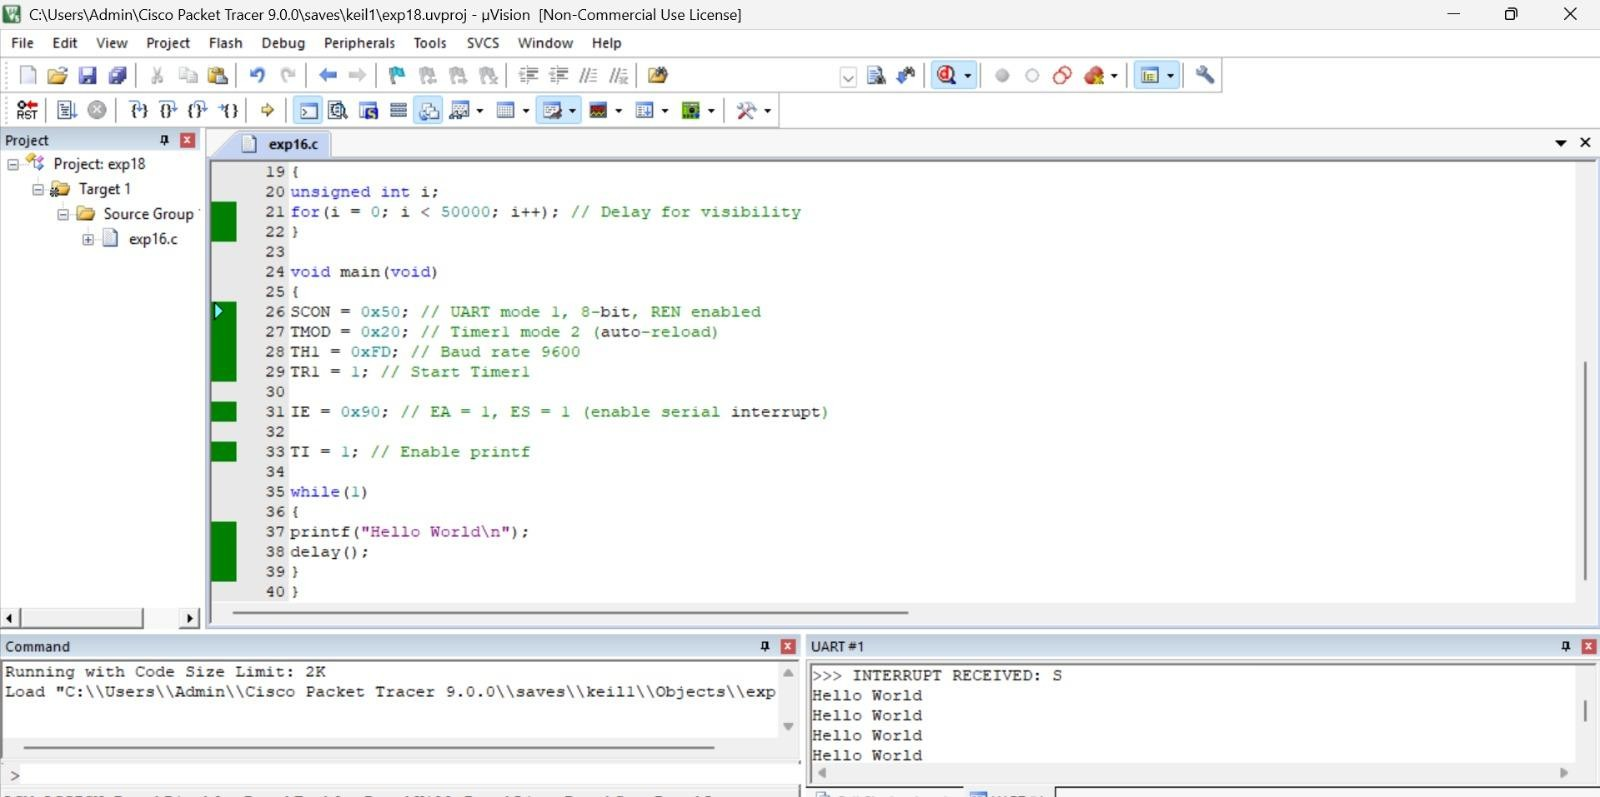 C:\Users\Admin\Cisco Packet Tracer 9.0.0\saves\keil1\exp18.uvproj - µVision [Non-Commercial Use License]
File Edit View Project Flash Debug Peripherals Tools SVCS Window Help
RST
Project
exp16.c
Project: exp18
Target 1
Source Group
exp16.c
19 {
20 unsigned int i;
21 for(i = 0; i < 50000; i++); // Delay for visibility
22 }
23
24 void main(void)
25 {
26 SCON = 0x50; // UART mode 1, 8-bit, REN enabled
27 TMOD = 0x20; // Timer1 mode 2 (auto-reload)
28 TH1 = 0xFD; // Baud rate 9600
29 TR1 = 1; // Start Timer1
30
31 IE = 0x90; // EA = 1, ES = 1 (enable serial interrupt)
32
33 TI = 1; // Enable printf
34
35 while(1)
36 {
37 printf("Hello World\n");
38 delay();
39 }
40 }
Command
Running with Code Size Limit: 2K
Load "C:\\Users\\Admin\\Cisco Packet Tracer 9.0.0\\saves\\keil1\\Objects\\exp
>
UART #1
>>> INTERRUPT RECEIVED: S
Hello World
Hello World
Hello World
Hello World